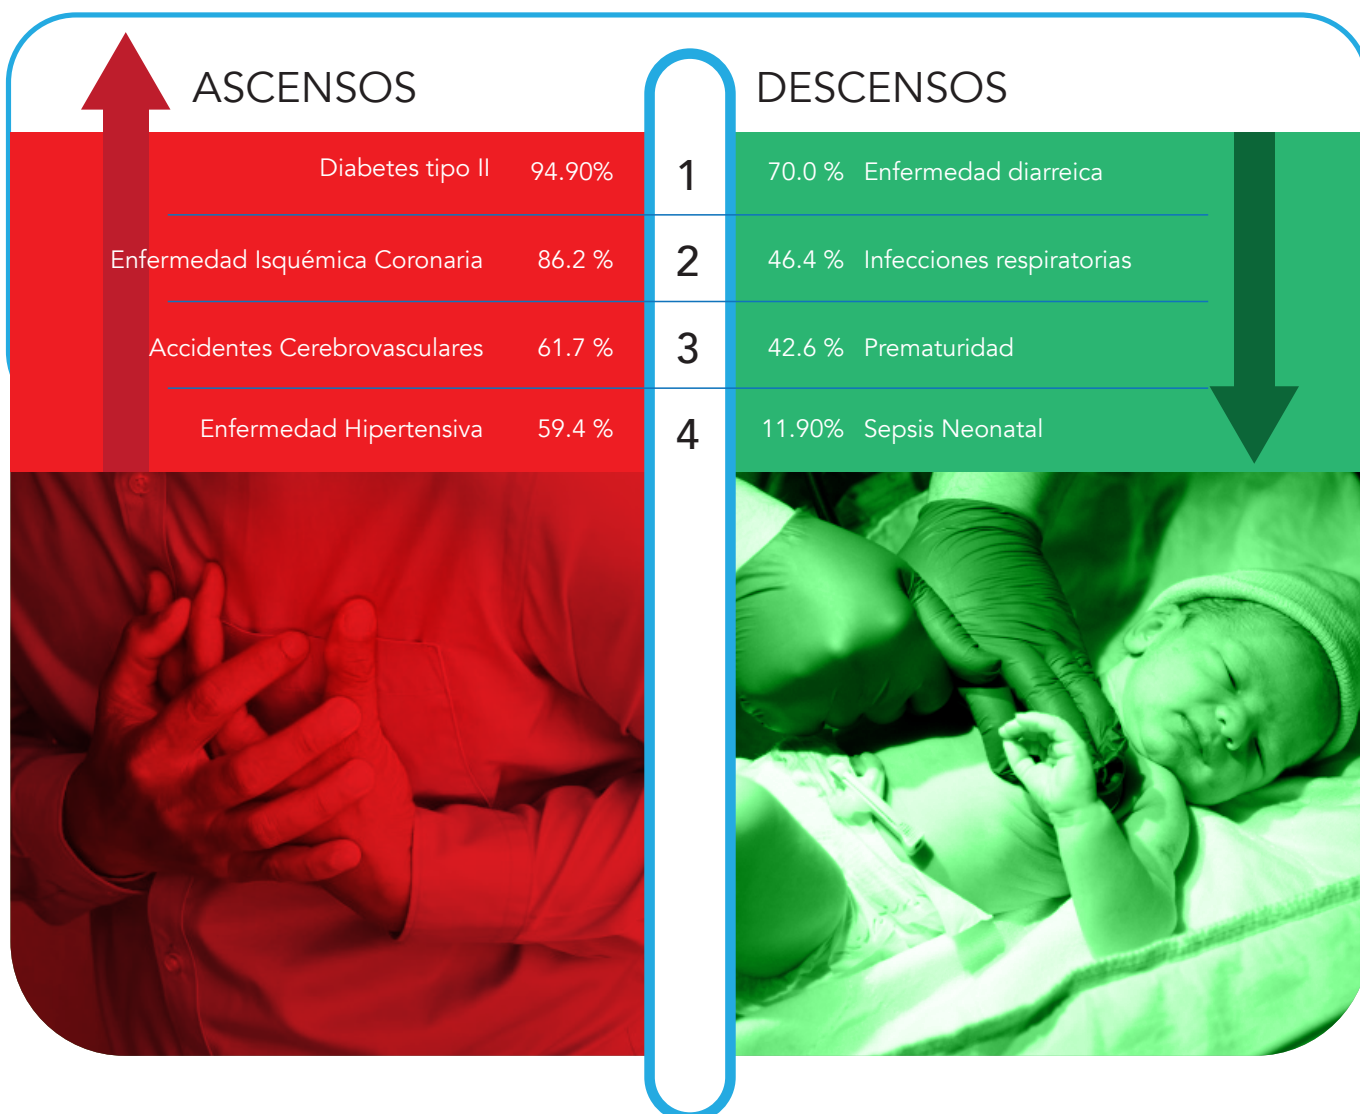 ASCENSOS DESCENSOS
Diabetes tipo II 94.90% 1 70.0 % Enfermedad diarreica
Enfermedad Isquémica Coronaria 86.2 % 2 46.4 % Infecciones respiratorias
Accidentes Cerebrovasculares 61.7 % 3 42.6 % Prematuridad
Enfermedad Hipertensiva 59.4 % 4 11.90% Sepsis Neonatal